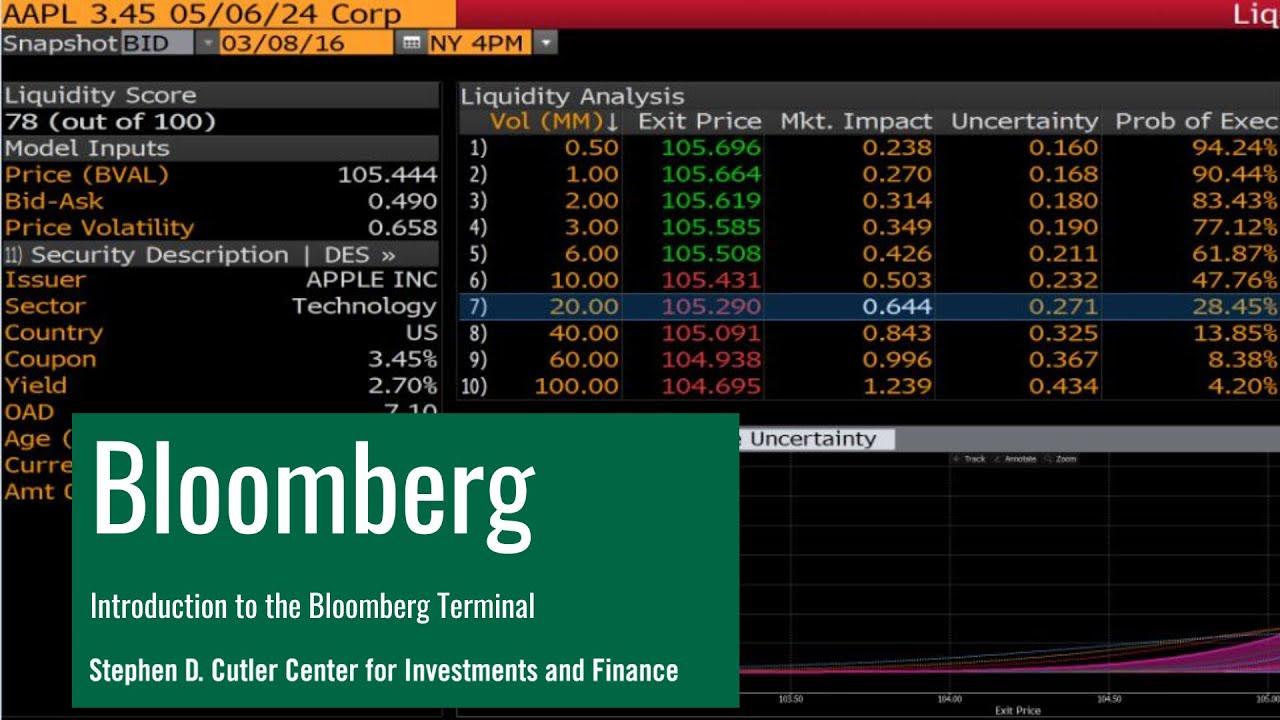 AAPL 3.45 05/06/24 Corp
Liq
Snapshot BID 03/08/16 NY 4PM
Liquidity Score
78 (out of 100)
Model Inputs
Price (BVAL) 105.444
Bid-Ask 0.490
Price Volatility 0.658
11) Security Description | DES »
Issuer APPLE INC
Sector Technology
Country US
Coupon 3.45%
Yield 2.70%
OAD 7.10
Age (
Curre
Amt
Liquidity Analysis
Vol (MM)↓ Exit Price Mkt. Impact Uncertainty Prob of Exec
1) 0.50 105.696 0.238 0.160 94.24%
2) 1.00 105.664 0.270 0.168 90.44%
3) 2.00 105.619 0.314 0.180 83.43%
4) 3.00 105.585 0.349 0.190 77.12%
5) 6.00 105.508 0.426 0.211 61.87%
6) 10.00 105.431 0.503 0.232 47.76%
7) 20.00 105.290 0.644 0.271 28.45%
8) 40.00 105.091 0.843 0.325 13.85%
9) 60.00 104.938 0.996 0.367 8.38%
10) 100.00 104.695 1.239 0.434 4.20%
Uncertainty
Track Annotate Zoom
103.50 104.00 104.50 105.0
Exit Price
Bloomberg
Introduction to the Bloomberg Terminal
Stephen D. Cutler Center for Investments and Finance